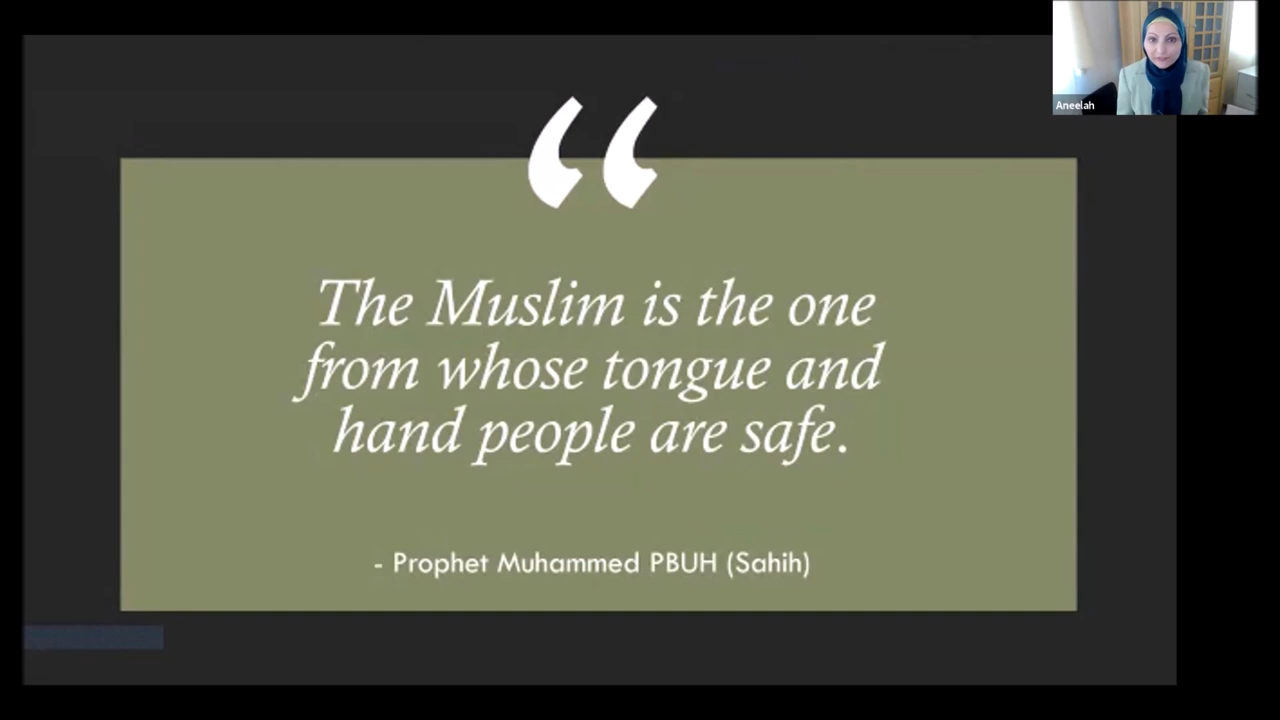 Aneelah
“
The Muslim is the one
from whose tongue and
hand people are safe.
- Prophet Muhammed PBUH (Sahih)